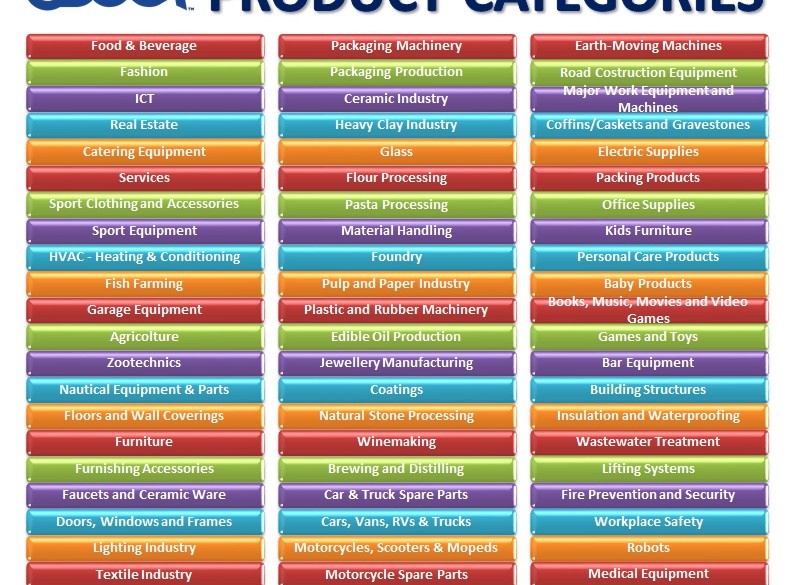 PRODUCT CATEGORIES
Food & Beverage
Fashion
ICT
Real Estate
Catering Equipment
Services
Sport Clothing and Accessories
Sport Equipment
HVAC - Heating & Conditioning
Fish Farming
Garage Equipment
Agricolture
Zootechnics
Nautical Equipment & Parts
Floors and Wall Coverings
Furniture
Furnishing Accessories
Faucets and Ceramic Ware
Doors, Windows and Frames
Lighting Industry
Textile Industry
Packaging Machinery
Packaging Production
Ceramic Industry
Heavy Clay Industry
Glass
Flour Processing
Pasta Processing
Material Handling
Foundry
Pulp and Paper Industry
Plastic and Rubber Machinery
Edible Oil Production
Jewellery Manufacturing
Coatings
Natural Stone Processing
Winemaking
Brewing and Distilling
Car & Truck Spare Parts
Cars, Vans, RVs & Trucks
Motorcycles, Scooters & Mopeds
Motorcycle Spare Parts
Earth-Moving Machines
Road Costruction Equipment
Major Work Equipment and
Machines
Coffins/Caskets and Gravestones
Electric Supplies
Packing Products
Office Supplies
Kids Furniture
Personal Care Products
Baby Products
Books, Music, Movies and Video
Games
Games and Toys
Bar Equipment
Building Structures
Insulation and Waterproofing
Wastewater Treatment
Lifting Systems
Fire Prevention and Security
Workplace Safety
Robots
Medical Equipment